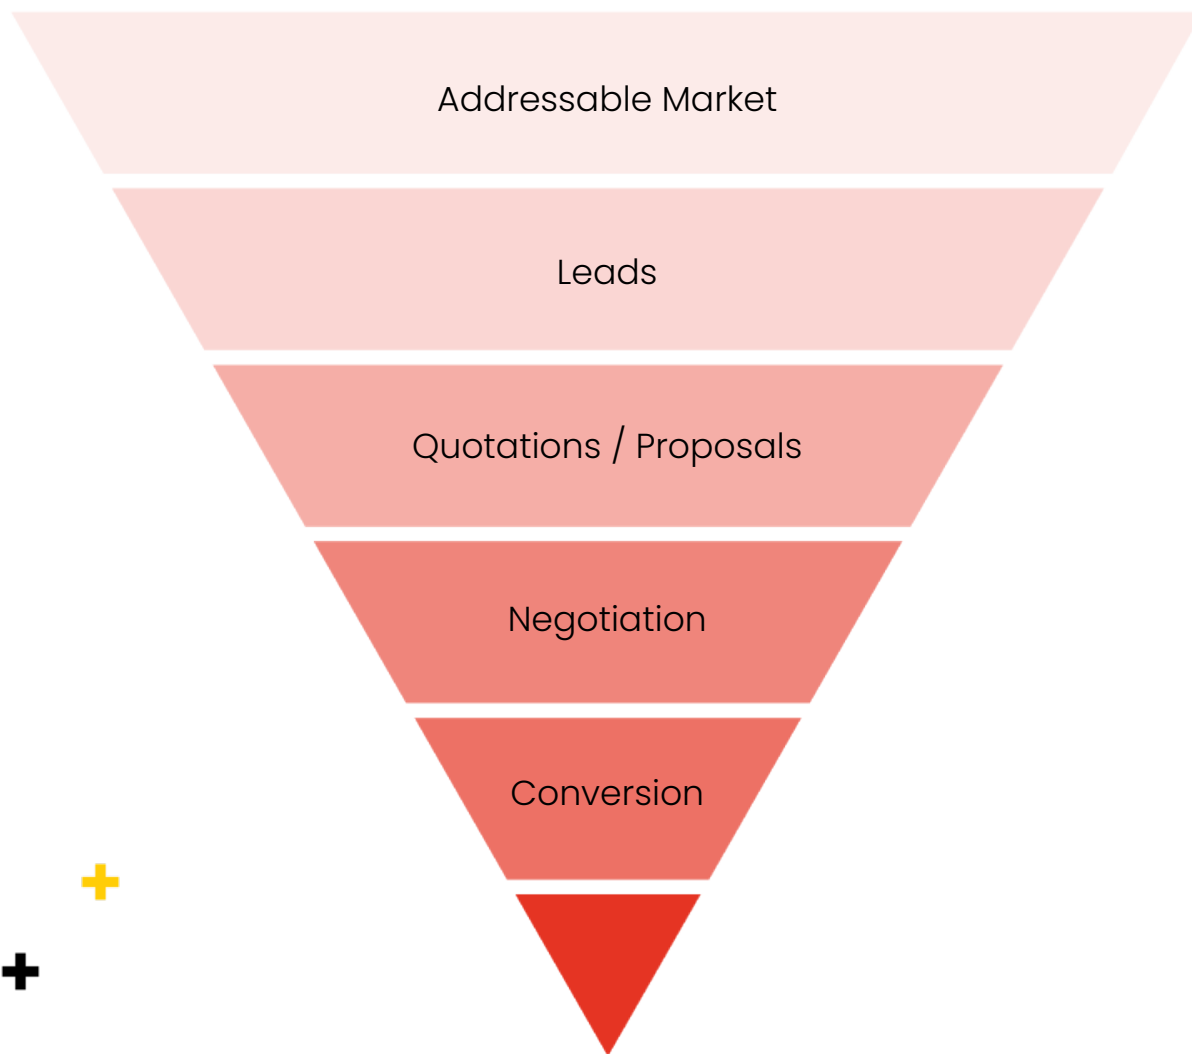 Addressable Market
Leads
Quotations / Proposals
Negotiation
Conversion